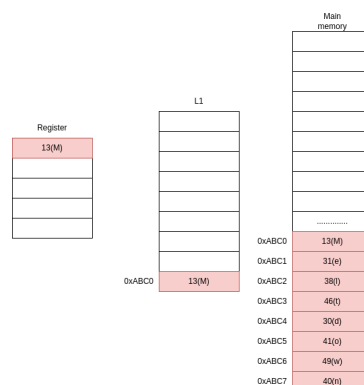 Main
memory
L1
Register
13(M)
..............
0xABC0 13(M)
0xABC1 31(e)
0xABC0 13(M)
0xABC2 38(l)
0xABC3 46(t)
0xABC4 30(d)
0xABC5 41(o)
0xABC6 49(w)
0xABC7 40(n)